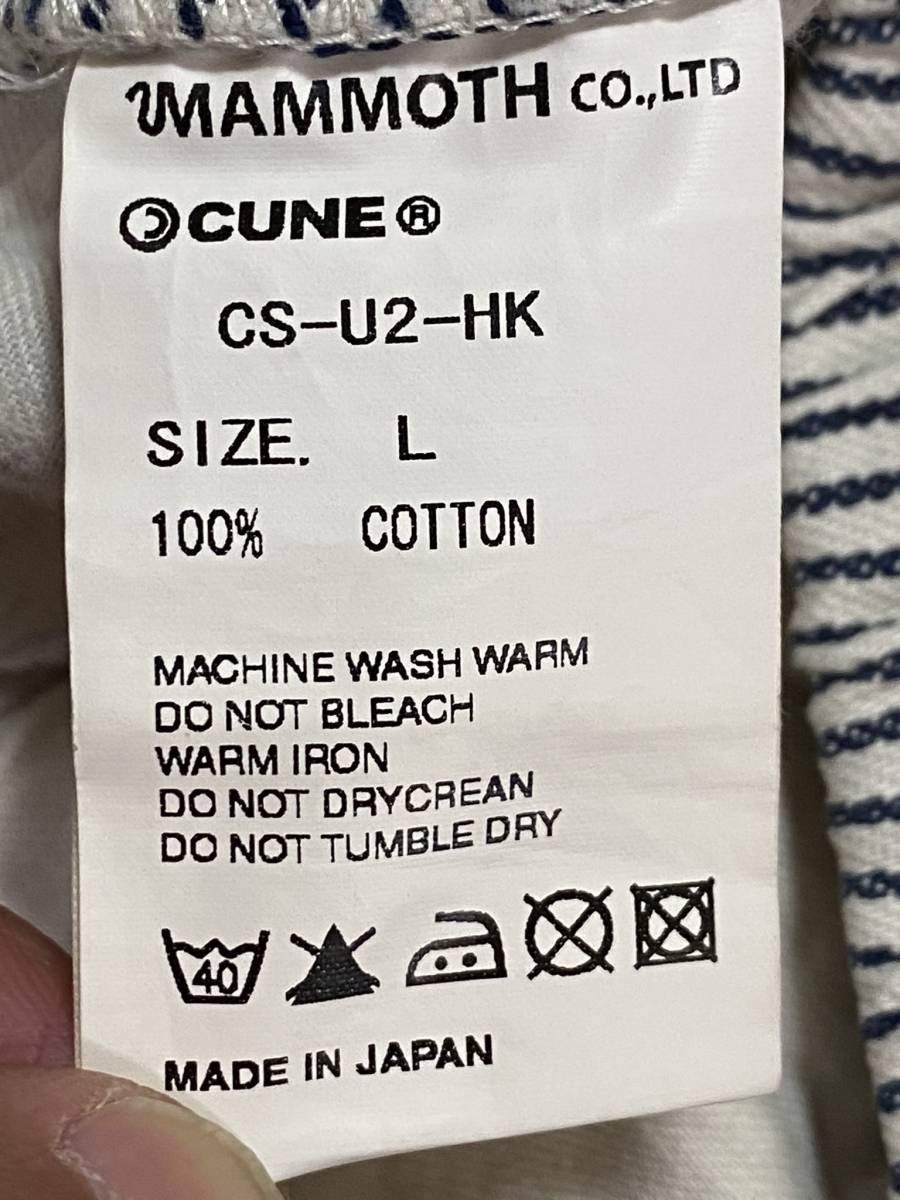 MAMMOTH CO.,LTD
CUNE®
CS-U2-HK
SIZE. L
100% COTTON
MACHINE WASH WARM
DO NOT BLEACH
WARM IRON
DO NOT DRYCREAN
DO NOT TUMBLE DRY
40
MADE IN JAPAN